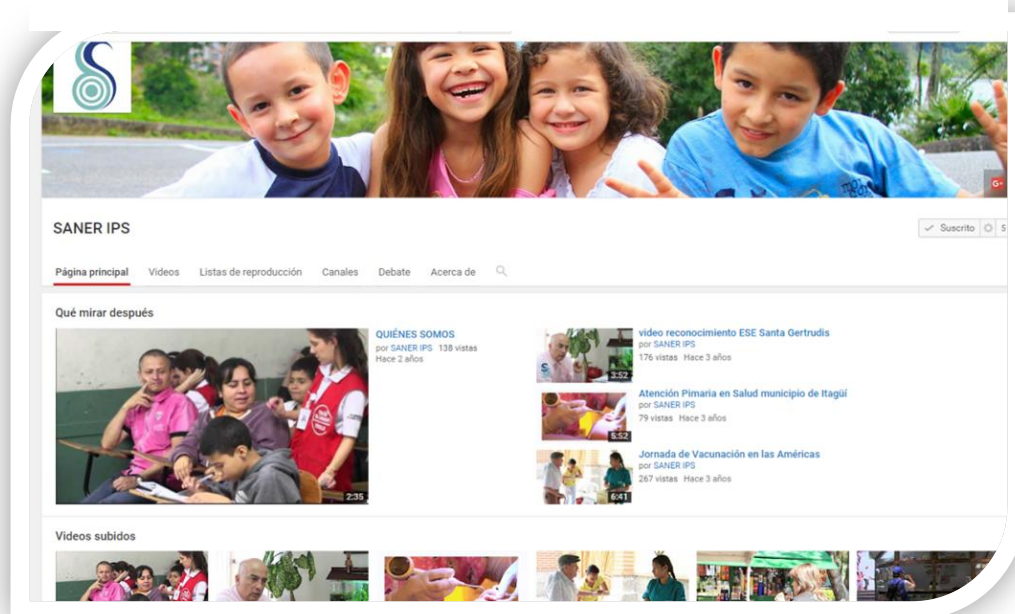 SANER IPS
Suscrito 5
Página principal Videos Listas de reproducción Canales Debate Acerca de
Qué mirar después
QUIÉNES SOMOS
por SANER IPS 138 vistas
Hace 2 años
2:35
video reconocimiento ESE Santa Gertrudis
por SANER IPS
176 vistas Hace 3 años
3:52
Atención Pimaria en Salud municipio de Itagüí
por SANER IPS
79 vistas Hace 3 años
5:52
Jornada de Vacunación en las Américas
por SANER IPS
267 vistas Hace 3 años
6:41
Videos subidos